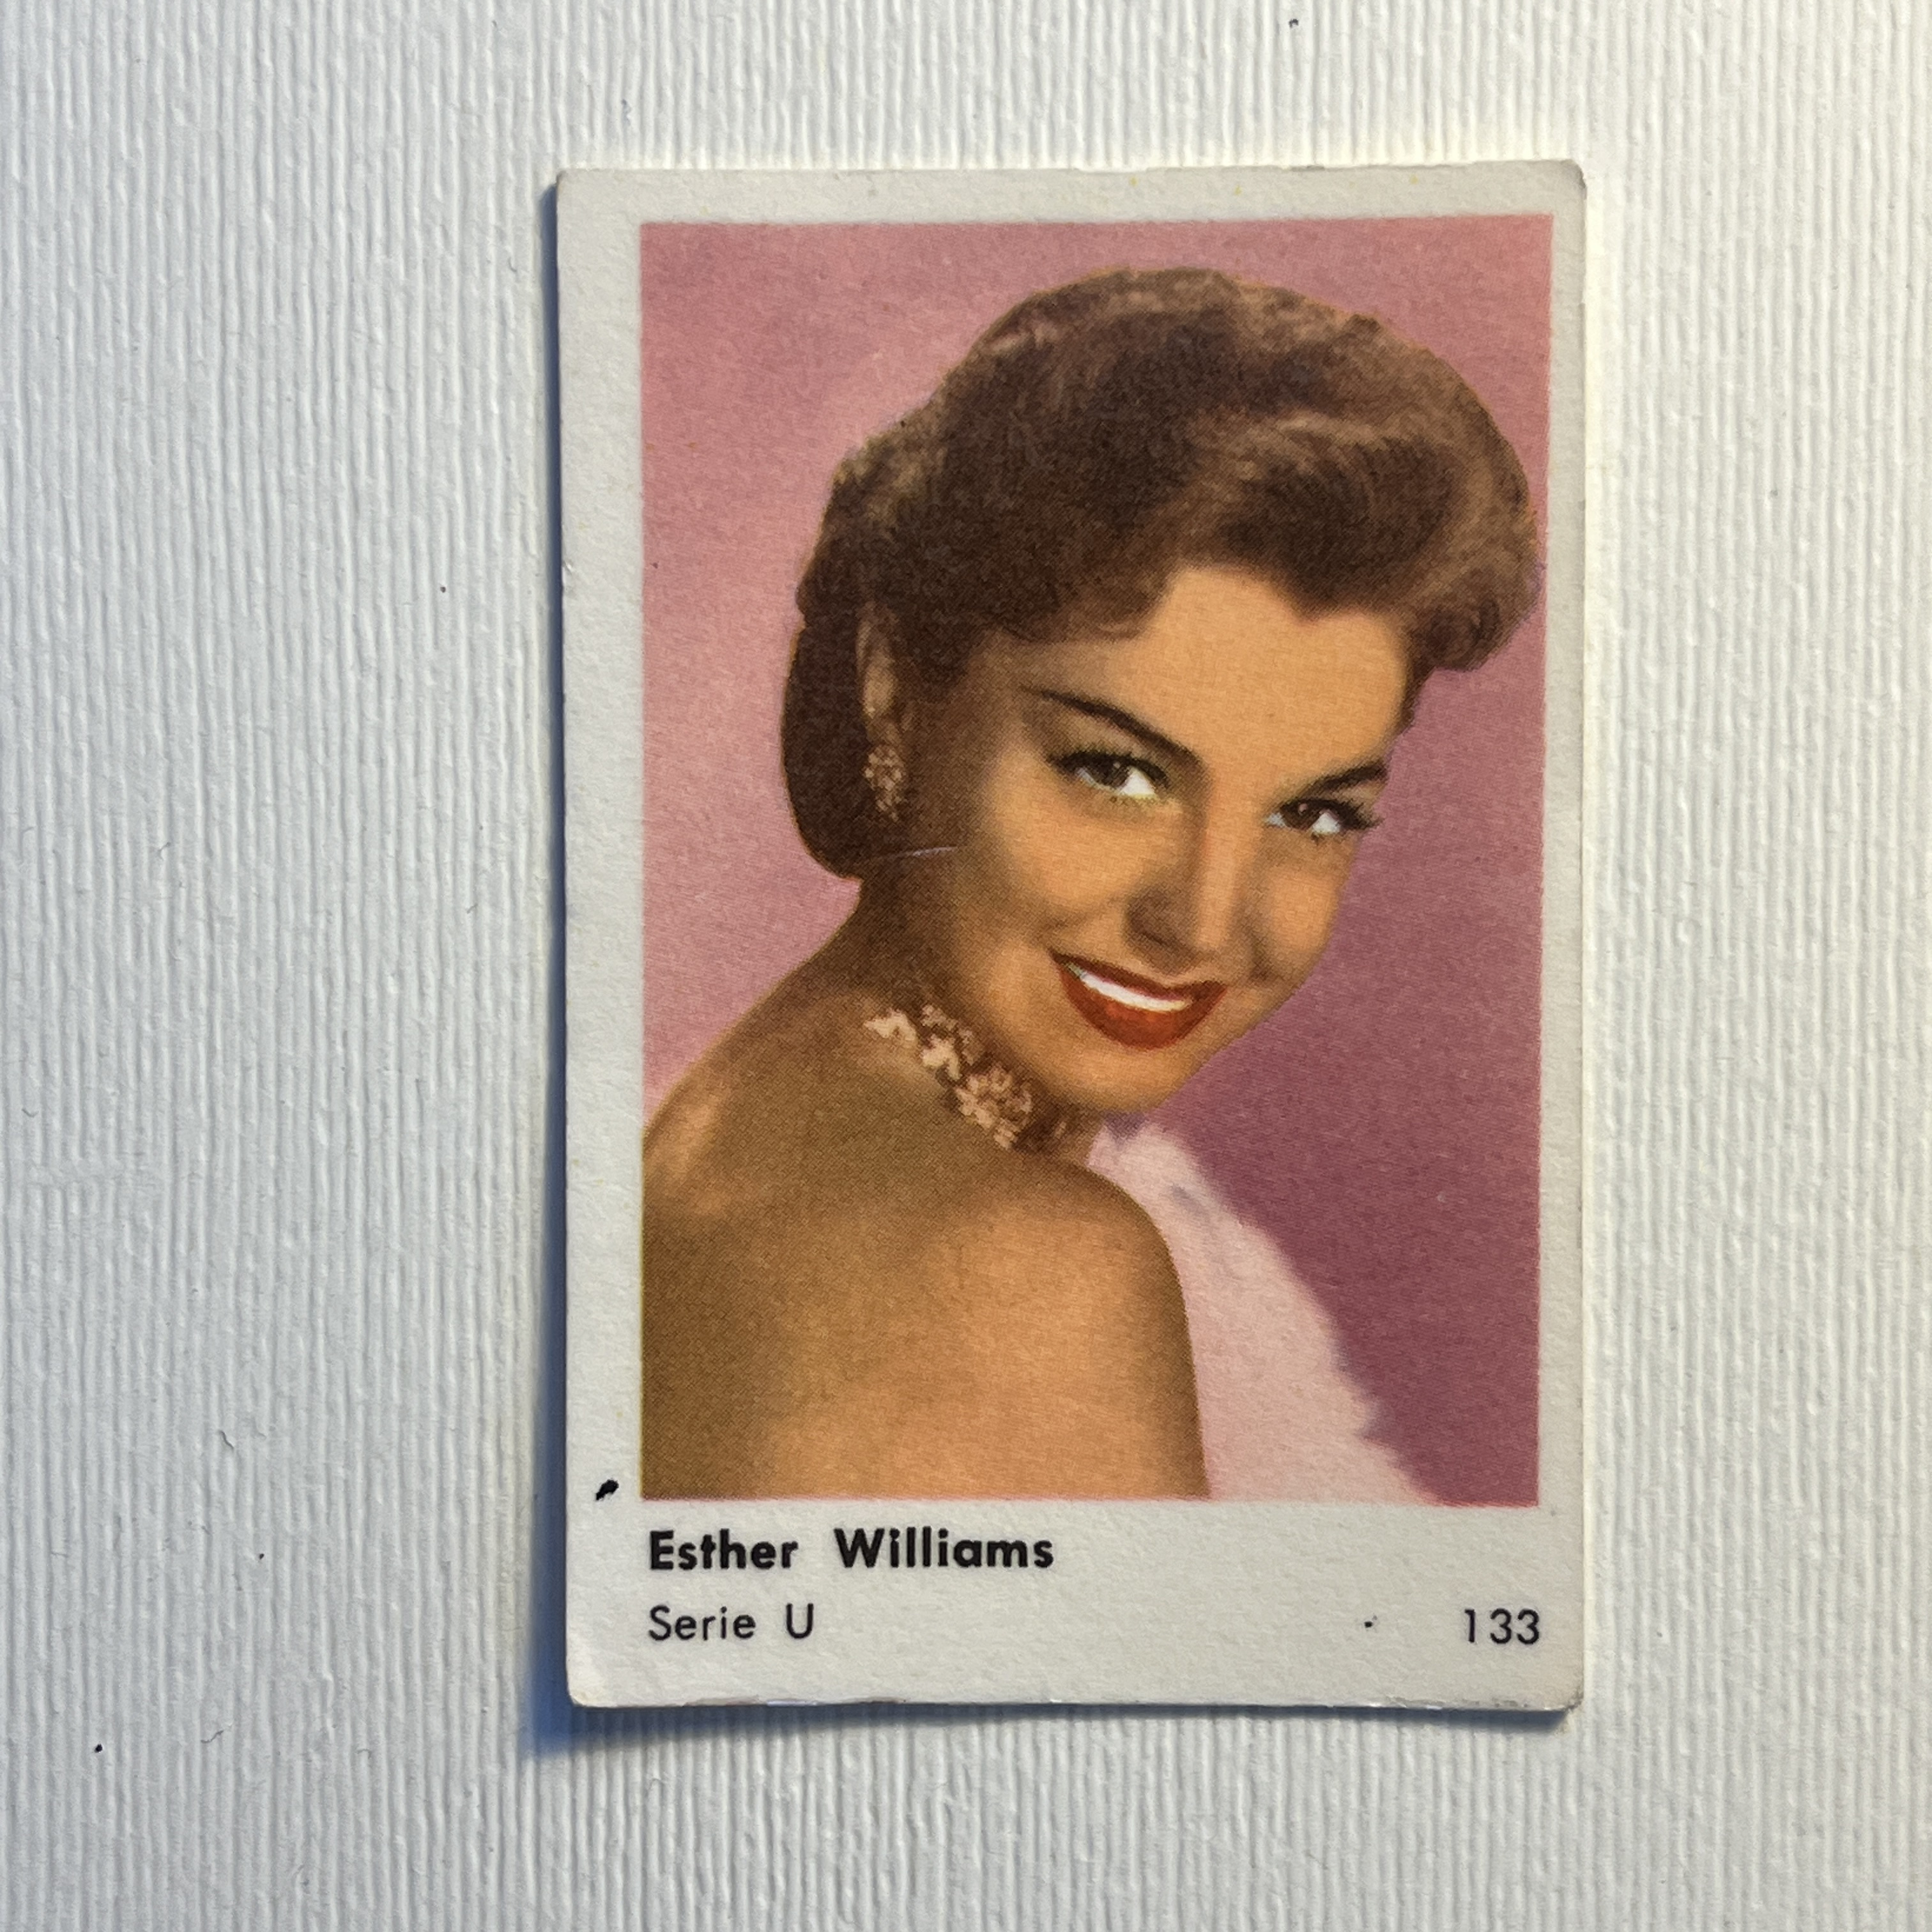 Esther Williams
Serie U 133